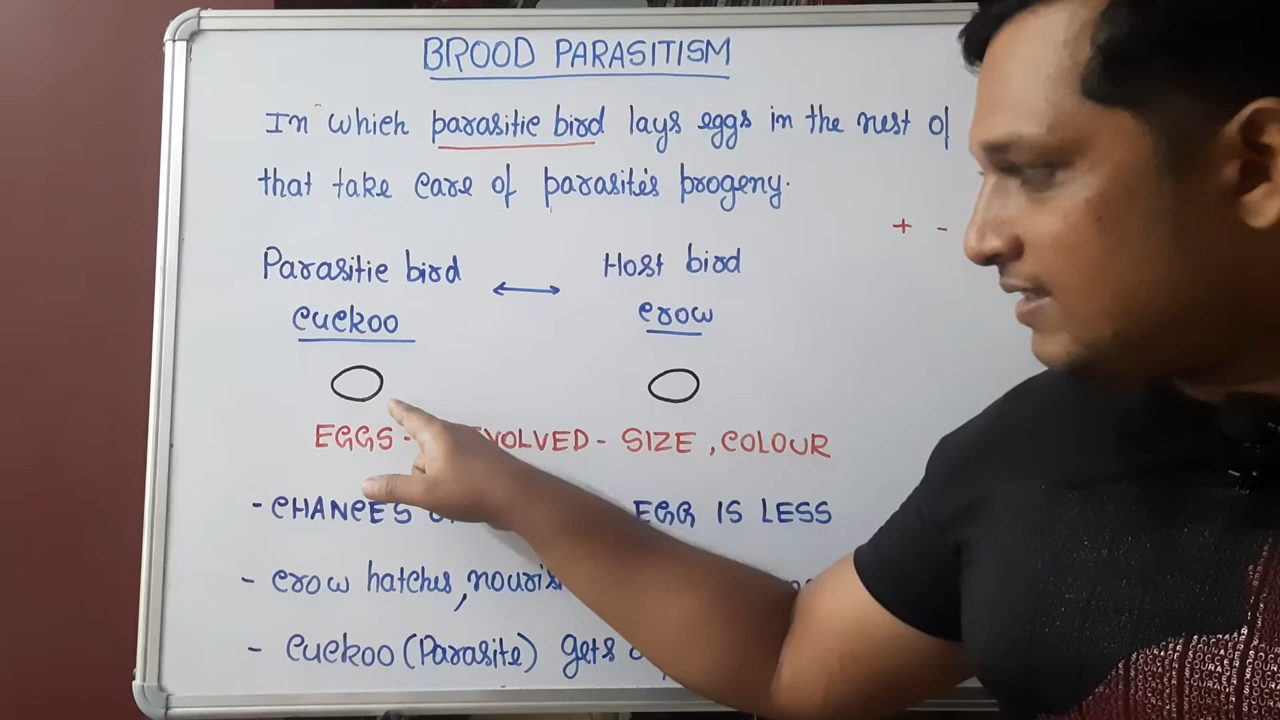 BROOD PARASITISM
In which parasitic bird lays eggs in the nest of
that take care of parasite's progeny.
+ -
Parasitic bird ↔ Host bird
cuckoo crow
EGGS - VOLVED - SIZE, COLOUR
- CHANCES EGG IS LESS
- crow hatches, nouris
- cuckoo (Parasite) gets